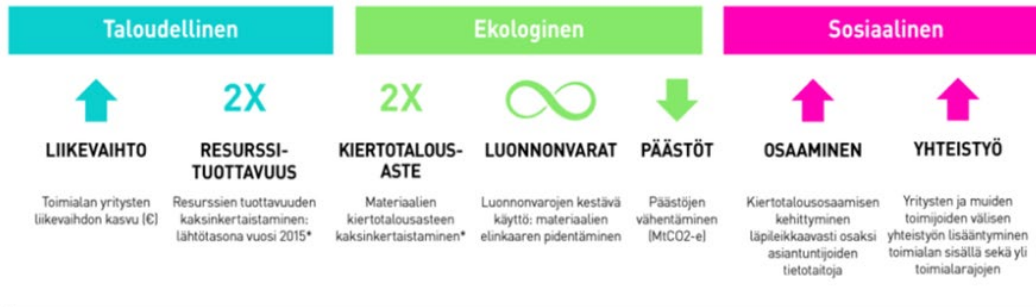 Taloudellinen
Ekologinen
Sosiaalinen
2X
2X
LIIKEVAIHTO
Toimialan yritysten
liikevaihdon kasvu (€)
RESURSSI-
TUOTTAVUUS
Resurssien tuottavuuden
kaksinkertaistaminen:
lähtötasona vuosi 2015*
KIERTOTALOUS-
ASTE
Materiaalien
kiertotalousasteen
kaksinkertaistaminen*
LUONNONVARAT
Luonnonvarojen kestävä
käyttö: materiaalien
elinkaaren pidentäminen
PÄÄSTÖT
Päästöjen
vähentäminen
(MtCO2-e)
OSAAMINEN
Kiertotalousosaamisen
kehittyminen
läpileikkaavasti osaksi
asiantuntijoiden
tietotaitoja
YHTEISTYÖ
Yritysten ja muiden
toimijoiden välisen
yhteistyön lisääntyminen
toimialan sisällä sekä yli
toimialarajojen